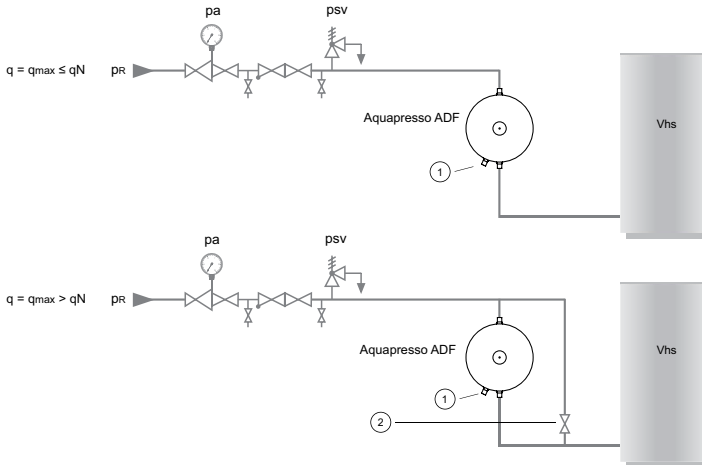 pa
psv
q = qmax ≤ qN
pR
Aquapresso ADF
Vhs
1
pa
psv
q = qmax > qN
pR
Aquapresso ADF
Vhs
1
2